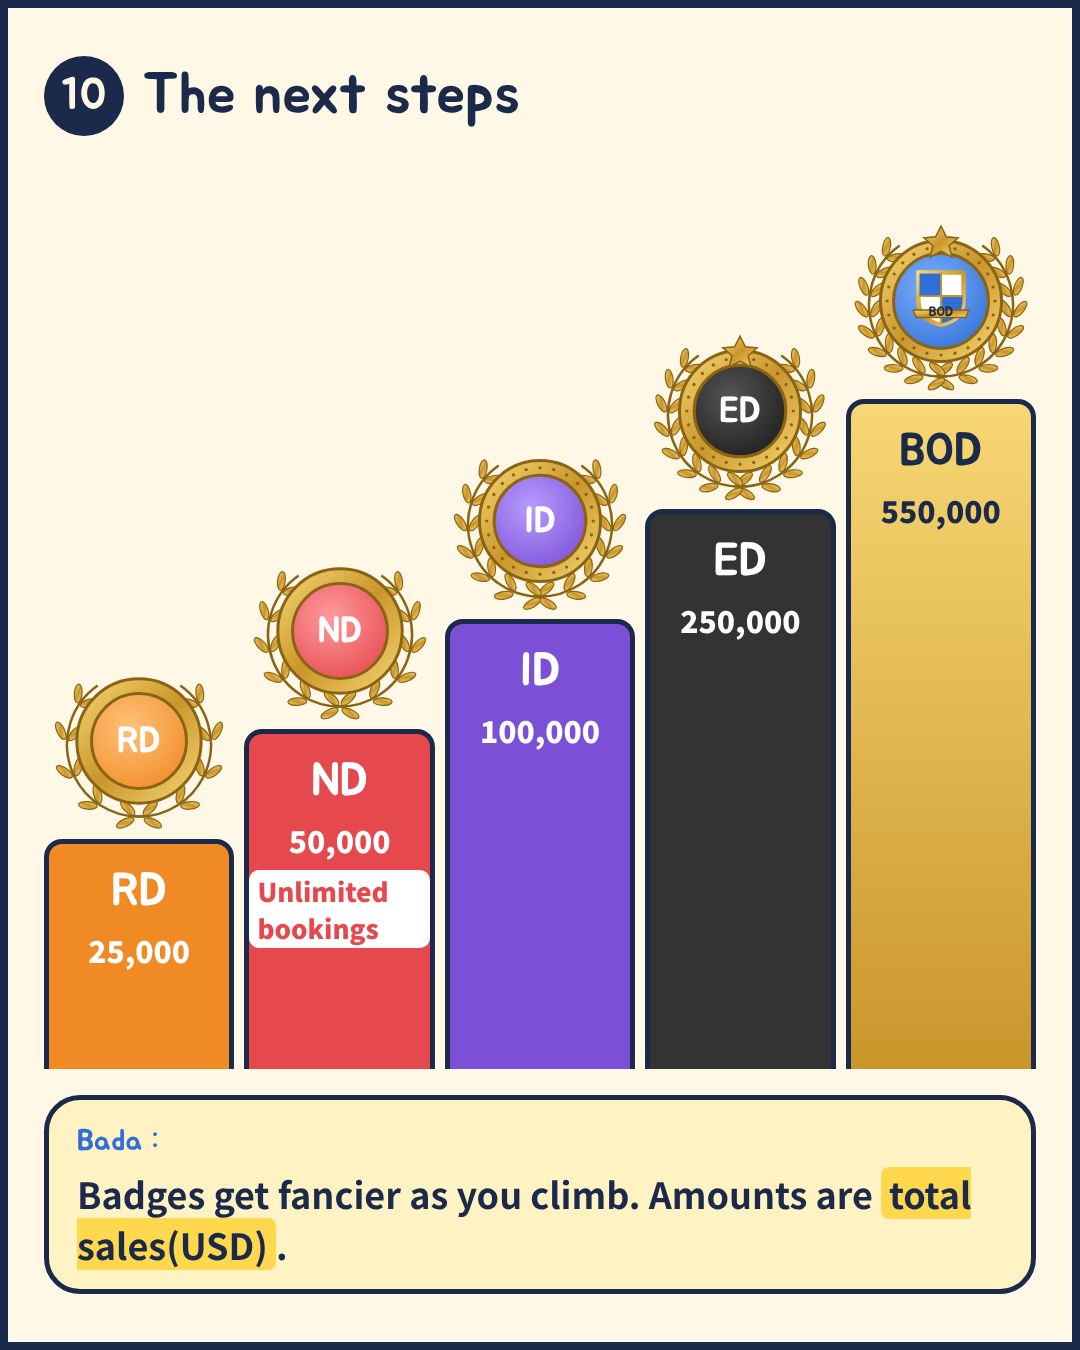 10 The next steps
BOD
ED
ID
ND
RD
BOD
550,000
ED
250,000
ID
100,000
ND
50,000
Unlimited
bookings
RD
25,000
Bada :
Badges get fancier as you climb. Amounts are total
sales(USD) .